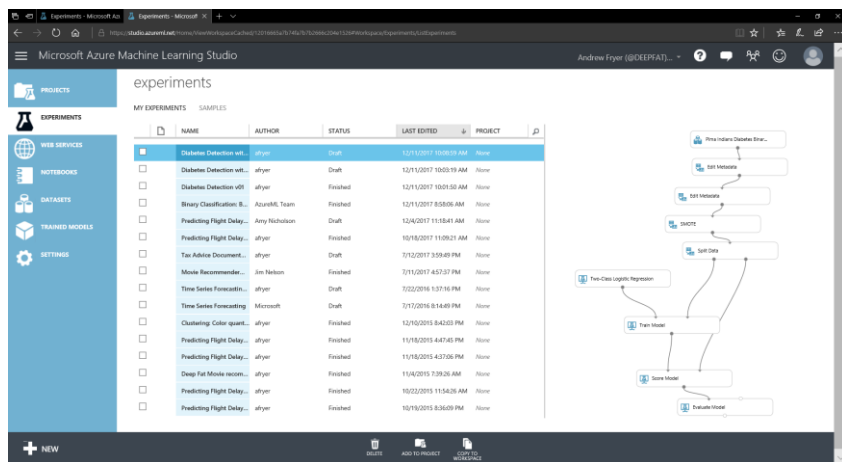 Experiments - Microsoft Az
Experiments - Microsoft
https://studio.azureml.net/Home/ViewWorkspaceCached/
Microsoft Azure Machine Learning Studio
Andrew Fryer (@DEEPFAT)...
PROJECTS
EXPERIMENTS
WEB SERVICES
NOTEBOOKS
DATASETS
TRAINED MODELS
SETTINGS
experiments
MY EXPERIMENTS SAMPLES
NAME AUTHOR STATUS LAST EDITED PROJECT
Diabetes Detection wit... afryer Draft 12/11/2017 10:08:39 AM None
Diabetes Detection wit... afryer Draft 12/11/2017 10:03:19 AM None
Diabetes Detection v01 afryer Finished 12/11/2017 10:01:50 AM None
Binary Classification: B... AzureML Team Finished 12/11/2017 8:58:06 AM None
Predicting Flight Delay... Amy Nicholson Draft 12/4/2017 11:18:41 AM None
Predicting Flight Delay... afryer Finished 10/18/2017 11:09:21 AM None
Tax Advice Document... afryer Draft 7/12/2017 3:59:49 PM None
Movie Recommender... Jim Nelson Finished 7/11/2017 4:57:37 PM None
Time Series Forecastin... afryer Draft 7/22/2016 1:37:16 PM None
Time Series Forecasting Microsoft Draft 7/17/2016 8:14:49 PM None
Clustering: Color quant... afryer Finished 12/10/2015 8:42:03 PM None
Predicting Flight Delay... afryer Finished 11/18/2015 4:47:45 PM None
Predicting Flight Delay... afryer Finished 11/18/2015 4:37:06 PM None
Deep Fat Movie recom... afryer Finished 11/4/2015 7:39:26 AM None
Predicting Flight Delay... afryer Finished 10/22/2015 11:54:26 AM None
Predicting Flight Delay... afryer Finished 10/19/2015 8:36:09 PM None
Pima Indians Diabetes Binar...
Edit Metadata
Edit Metadata
SMOTE
Split Data
Two-Class Logistic Regression
Train Model
Score Model
Evaluate Model
NEW
DELETE
ADD TO PROJECT
COPY TO
WORKSPACE